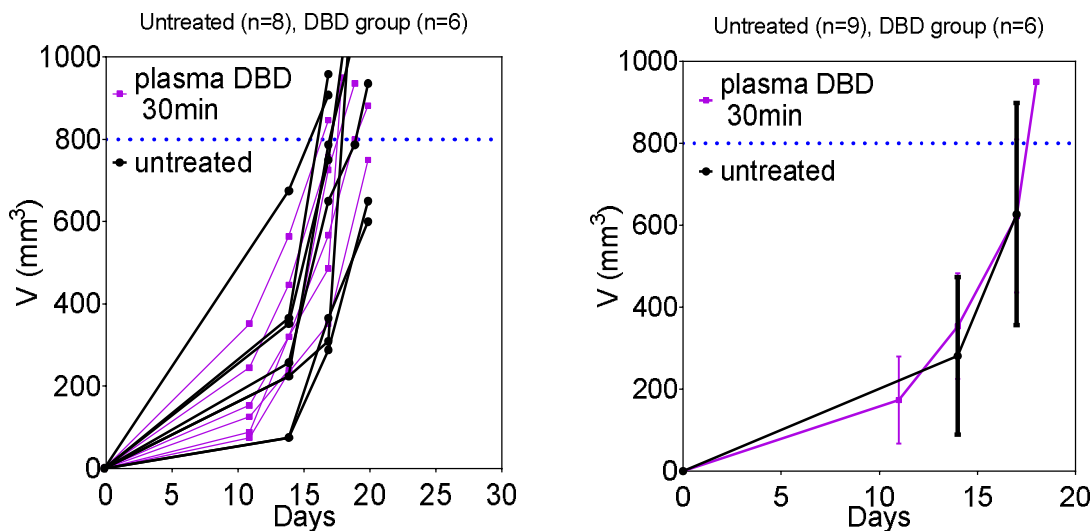 Untreated (n=8), DBD group (n=6)
1000
800
600
400
200
0
V (mm³)
plasma DBD
30min
untreated
0 5 10 15 20 25 30
Days
Untreated (n=9), DBD group (n=6)
1000
800
600
400
200
0
V (mm³)
plasma DBD
30min
untreated
0 5 10 15 20
Days